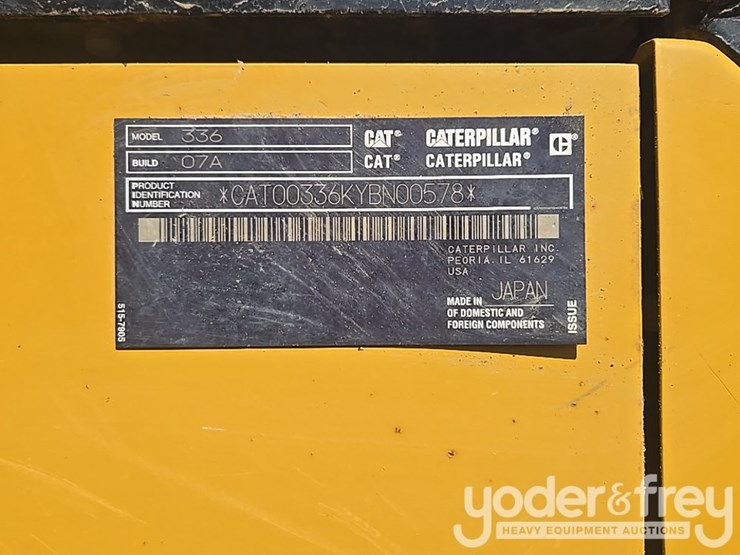 MODEL 336 CAT® CATERPILLAR®
BUILD 07A CAT® CATERPILLAR®
PRODUCT
IDENTIFICATION *CAT00336KYBN00578*
NUMBER
CATERPILLAR INC.
PEORIA, IL 61629
USA
MADE IN JAPAN
OF DOMESTIC AND
FOREIGN COMPONENTS
ISSUE
515-7905
yoder&frey
HEAVY EQUIPMENT AUCTIONS